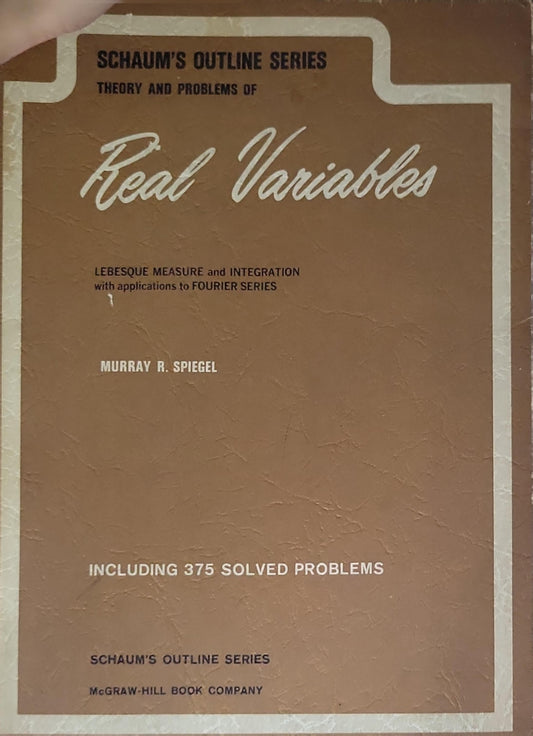 SCHAUM'S OUTLINE SERIES
THEORY AND PROBLEMS OF
Real Variables
LEBESQUE MEASURE and INTEGRATION
with applications to FOURIER SERIES
MURRAY R. SPIEGEL
INCLUDING 375 SOLVED PROBLEMS
SCHAUM'S OUTLINE SERIES
McGRAW-HILL BOOK COMPANY